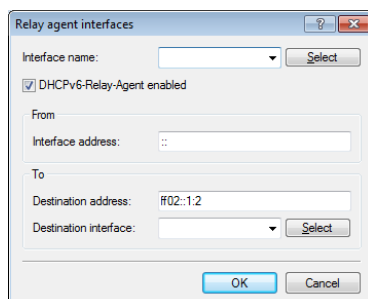 Relay agent interfaces
Interface name:
Select
DHCPv6-Relay-Agent enabled
From
Interface address:
::
To
Destination address:
ff02::1:2
Destination interface:
Select
OK
Cancel